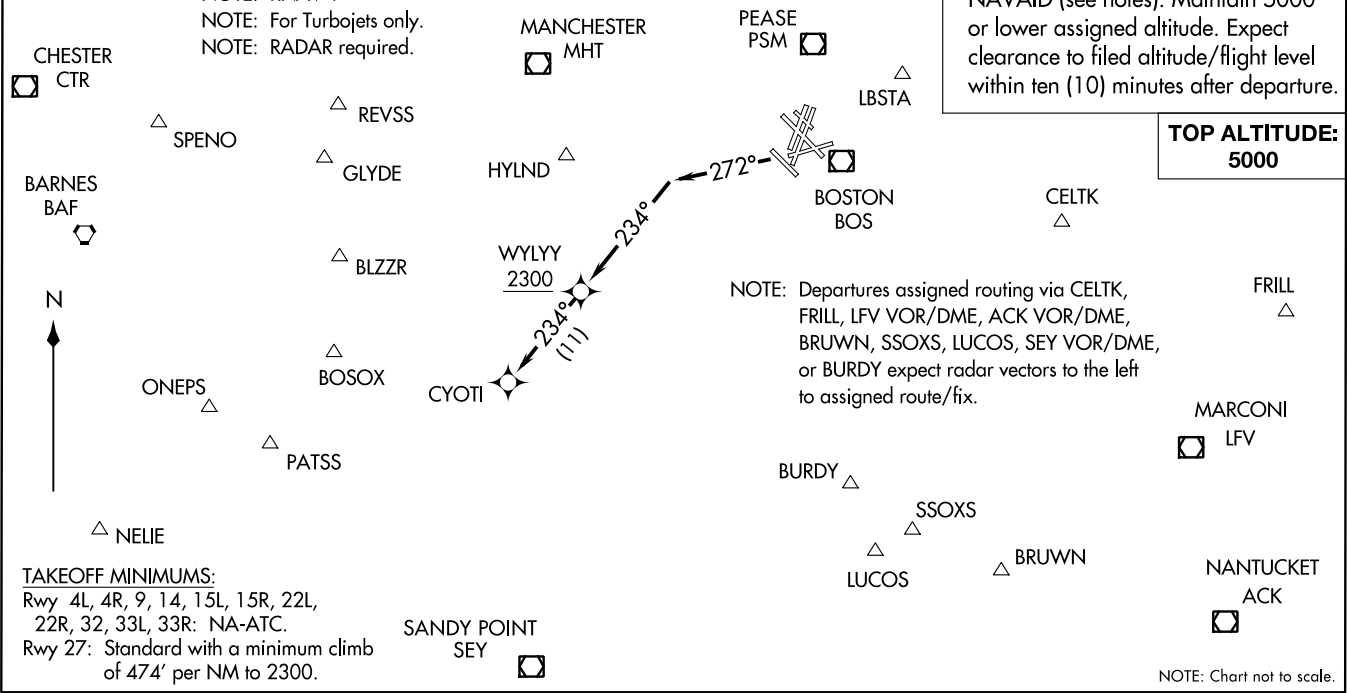 NOTE: For Turbojets only.
NOTE: RADAR required.
NAVAID (see notes). Maintain 5000
or lower assigned altitude. Expect
clearance to filed altitude/flight level
within ten (10) minutes after departure.
TOP ALTITUDE:
5000
CHESTER
CTR
MANCHESTER
MHT
PEASE
PSM
LBSTA
SPENO
REVSS
GLYDE
HYLND
272°
BOSTON
BOS
CELTK
BARNES
BAF
234°
BLZZR
WYLYY
2300
234°
(11)
FRILL
N
NOTE: Departures assigned routing via CELTK,
FRILL, LFV VOR/DME, ACK VOR/DME,
BRUWN, SSOXS, LUCOS, SEY VOR/DME,
or BURDY expect radar vectors to the left
to assigned route/fix.
BOSOX
CYOTI
ONEPS
PATSS
MARCONI
LFV
BURDY
SSOXS
NELIE
LUCOS
BRUWN
NANTUCKET
ACK
TAKEOFF MINIMUMS:
Rwy 4L, 4R, 9, 14, 15L, 15R, 22L,
22R, 32, 33L, 33R: NA-ATC.
Rwy 27: Standard with a minimum climb
of 474' per NM to 2300.
SANDY POINT
SEY
NOTE: Chart not to scale.